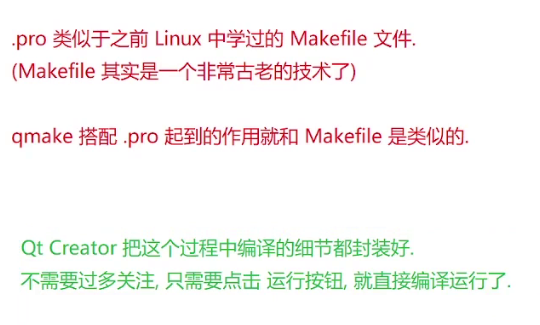 .pro 类似于之前 Linux 中学过的 Makefile 文件.
(Makefile 其实是一个非常古老的技术了)
qmake 搭配 .pro 起到的作用就和 Makefile 是类似的.
Qt Creator 把这个过程中编译的细节都封装好.
不需要过多关注, 只需要点击 运行按钮, 就直接编译运行了.